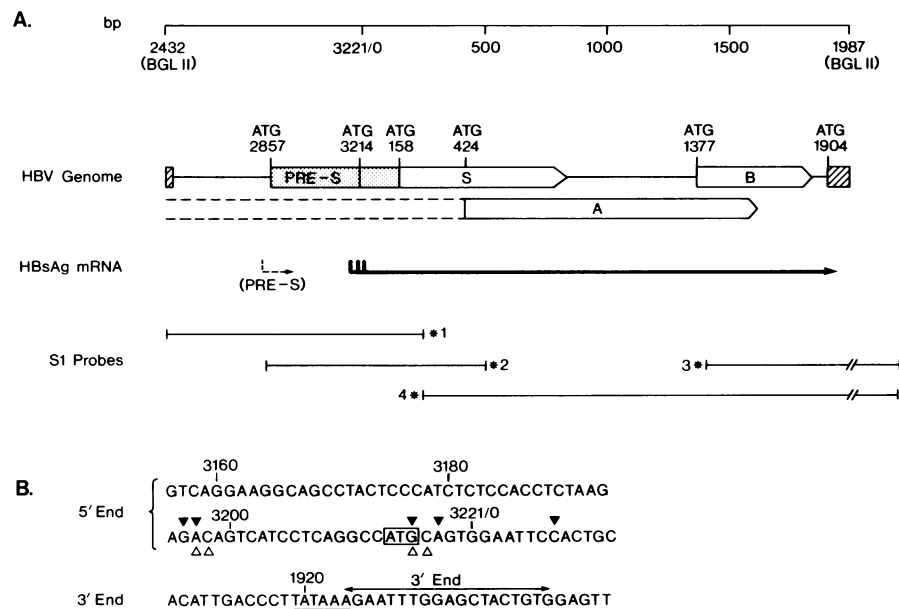 A.
bp
2432 3221/0 500 1000 1500 1987
(BGL II) (BGL II)
ATG ATG ATG ATG ATG ATG
2857 3214 158 424 1377 1904
HBV Genome PRE-S S B
A
HBsAg mRNA
(PRE-S)
*1
S1 Probes *2 3*
4*
B.
3160 3180
GTCAGGAAGGCAGCCTACTCCCATCTCTCCACCTCTAAG
5' End
3200 3221/0
AGACAGTCATCCTCAGGCCATGCAGTGGAATTCCACTGC
1920 3' End
3' End ACATTGACCCTTATAAAGAATTTGGAGCTACTGTGGAGTT